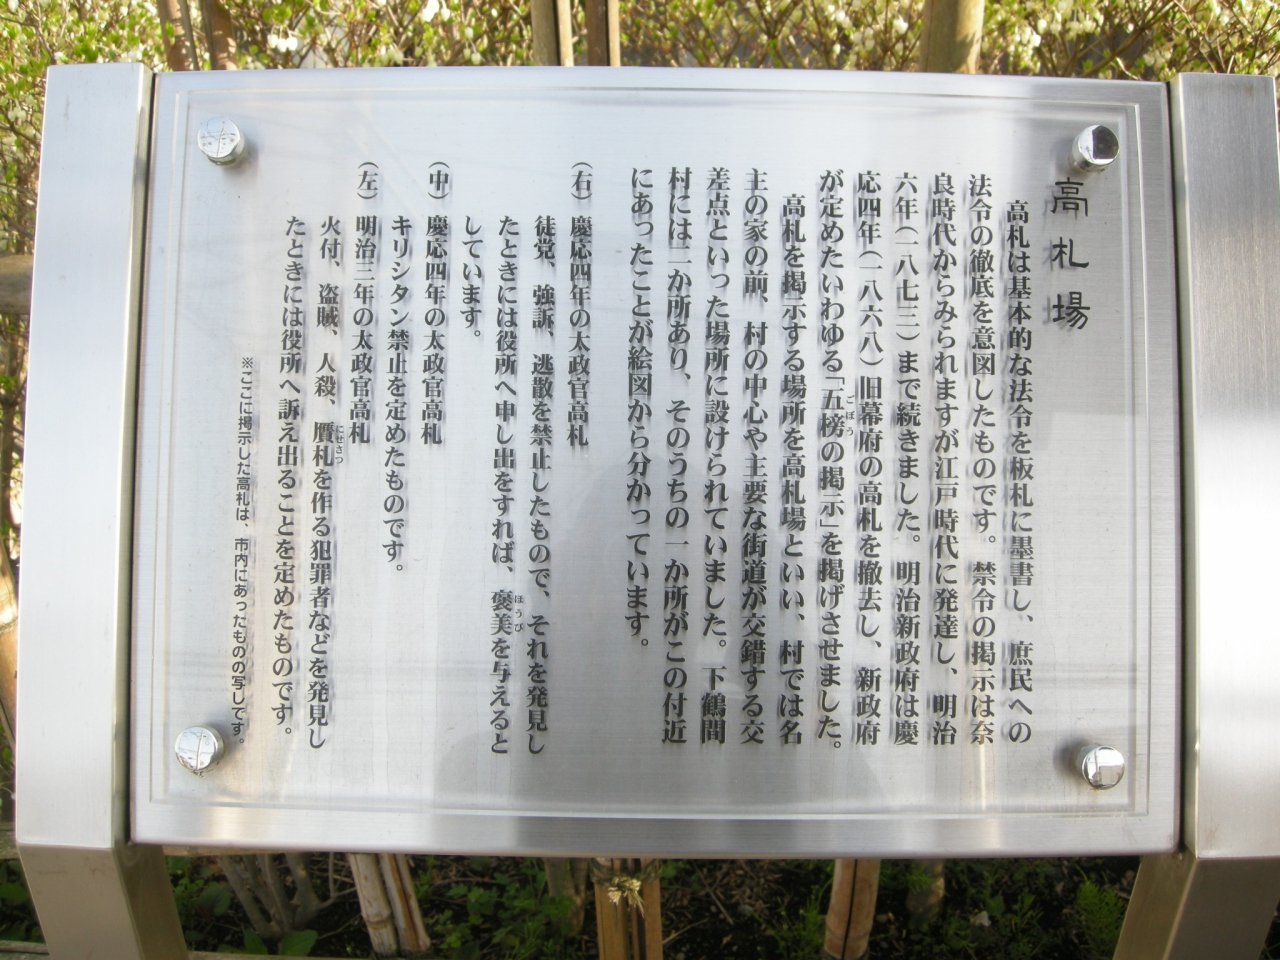 高札場
高札は基本的な法令を板札に墨書し、庶民への
法令の徹底を意図したものです。禁令の掲示は奈
良時代からみられますが江戸時代に発達し、明治
六年(一八七三)まで続きました。明治新政府は慶
応四年(一八六八)旧幕府の高札を撤去し、新政府
が定めたいわゆる「五榜の掲示」を掲げさせました。
ごぼう
高札を掲示する場所を高札場といい、村では名
主の家の前、村の中心や主要な街道が交錯する交
差点といった場所に設けられていました。下鶴間
村には二か所あり、そのうちの一か所がこの付近
にあったことが絵図から分かっています。
(右)慶応四年の太政官高札
徒党、強訴、逃散を禁止したもので、それを発見し
たときには役所へ申し出をすれば、褒美を与えると
ほうび
しています。
(中)慶応四年の太政官高札
キリシタン禁止を定めたものです。
(左)明治三年の太政官高札
火付、盗賊、人殺、贋札を作る犯罪者などを発見し
にせさつ
たときには役所へ訴え出ることを定めたものです。
※ここに掲示した高札は、市内にあったものの写しです。